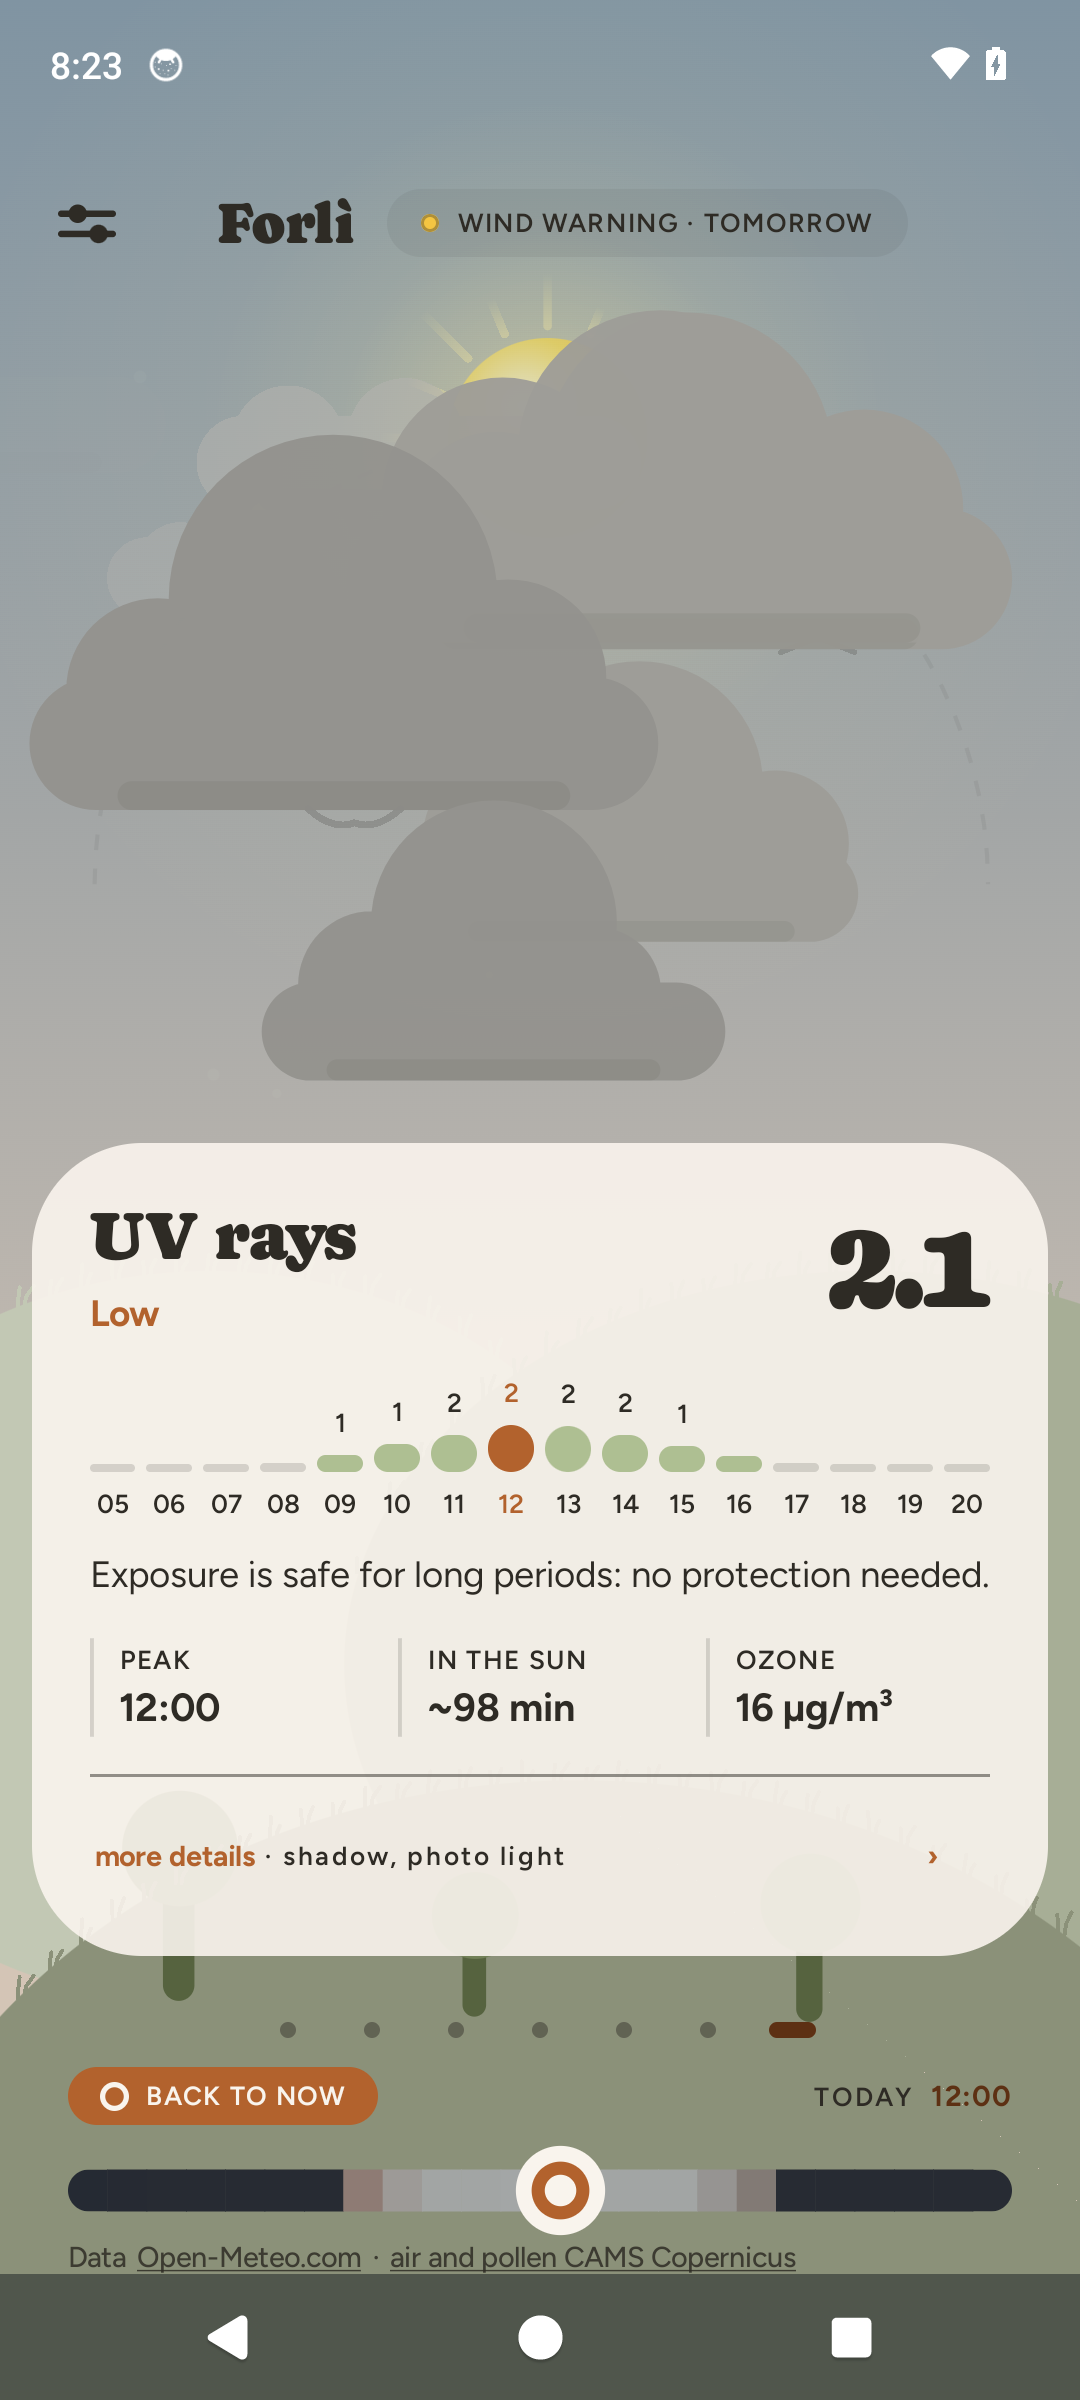 8:23
Forlì
WIND WARNING · TOMORROW
UV rays
2.1
Low
1 1 2 2 2 2 1
05 06 07 08 09 10 11 12 13 14 15 16 17 18 19 20
Exposure is safe for long periods: no protection needed.
PEAK IN THE SUN OZONE
12:00 ~98 min 16 µg/m³
more details · shadow, photo light ›
BACK TO NOW TODAY 12:00
Data Open-Meteo.com · air and pollen CAMS Copernicus